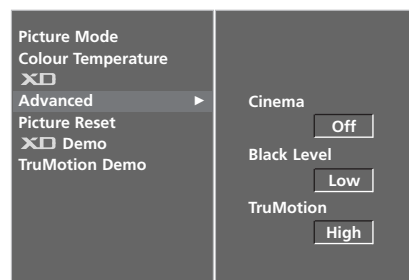 Picture Mode
Colour Temperature
XD
Advanced ►
Picture Reset
XD Demo
TruMotion Demo
Cinema
Off
Black Level
Low
TruMotion
High